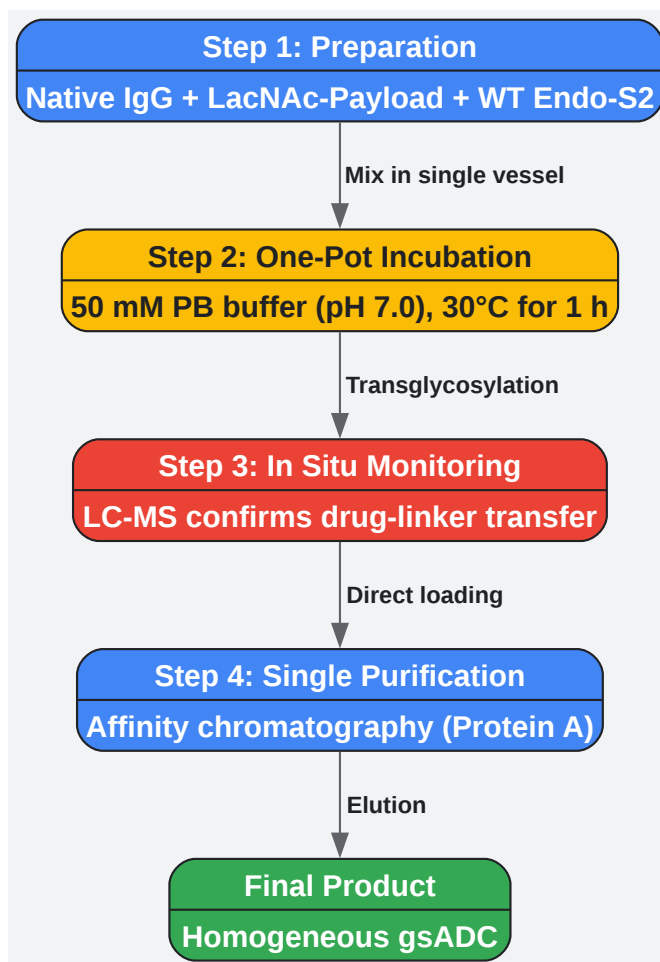 Step 1: Preparation
Native IgG + LacNAc-Payload + WT Endo-S2
Mix in single vessel
Step 2: One-Pot Incubation
50 mM PB buffer (pH 7.0), 30°C for 1 h
Transglycosylation
Step 3: In Situ Monitoring
LC-MS confirms drug-linker transfer
Direct loading
Step 4: Single Purification
Affinity chromatography (Protein A)
Elution
Final Product
Homogeneous gsADC